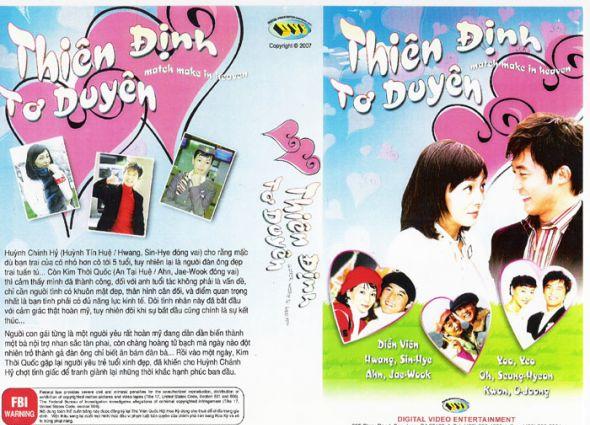 Thiên Định
match make in heaven
Tơ Duyên
Copyright © 2007
Huỳnh Chính Hỷ (Huỳnh Tín Huệ / Hwang, Sin-Hye đóng vai) cho rằng mặc
dù bạn trai của cô nhỏ hơn cô tới 5 tuổi, tuy nhiên lại là người đàn ông đẹp
trai tuấn tú... Còn Kim Thời Quốc (An Tại Huệ / Ahn, Jae-Wook đóng vai)
thì cảm thấy mình đã thành công, đối với anh tuổi tác không phải là vấn đề,
chỉ cần người tình có khuôn mặt đẹp, thân hình cân đối, và điểm quan trọng
nhất là bạn tình phải có đủ năng lực kinh tế. Đôi tình nhân này đã bắt đầu
với cảm giác thật hoàn mỹ, tuy nhiên đôi khi sự bắt đầu cũng chính là sự kết
thúc...
Người con gái từng là một người yêu rất hoàn mỹ đang dần dần biến thành
một bà nội trợ nhan sắc tàn phai, còn chàng hoàng tử bạch mã ngày nào đột
nhiên trở thành gã đàn ông chỉ biết ăn bám đàn bà... Rồi vào một ngày, Kim
Thời Quốc gặp lại người yêu trẻ tuổi xinh đẹp, đã khiến cho Huỳnh Chánh
Hỷ chợt tỉnh giấc để tranh giành lại những thời khắc hạnh phúc ban đầu.
FBI
WARNING
Thiên Định
Tơ Duyên
Thiên Định
match make in heaven
Tơ Duyên
Diễn Viên
Hwang, Sin-Hye
Ahn, Jae-Wook
Yoo, Yeo
Oh, Seung-Hyeon
Kwon, O-Joong
DIGITAL VIDEO ENTERTAINMENT